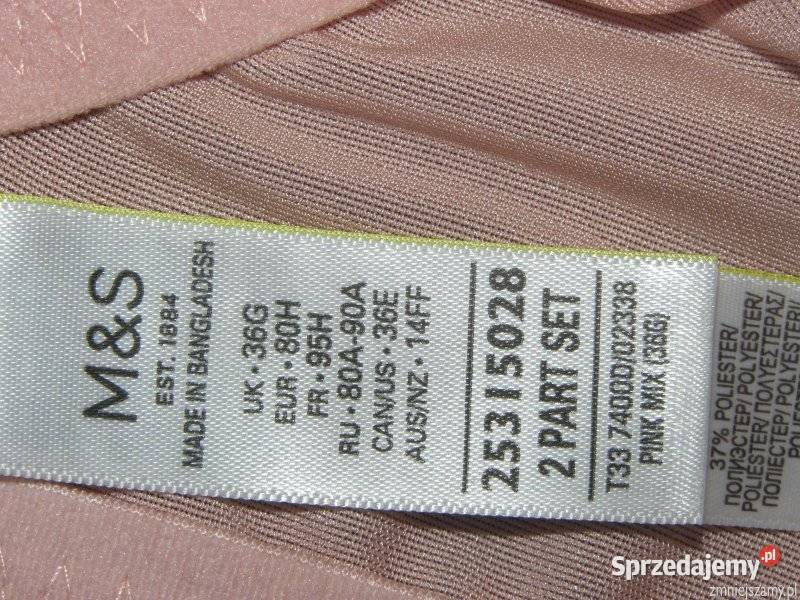 M&S
EST. 1884
MADE IN BANGLADESH
UK • 36G
EUR • 80H
FR • 95H
RU • 80A-90A
CAN/US • 36E
AUS/NZ • 14FF
25315028
2 PART SET
T33 7400D/02338
PINK MIX (36G)
37% POLIESTER/
ПОЛИЭСТЕР/ POLYESTER/
POLIESTER/ ΠΟΛΥΕΣΤΕΡΑΣ/
ПОЛІЕСТЕР/ POLYESTER/
Sprzedajemy.pl
zmniejszamy.pl